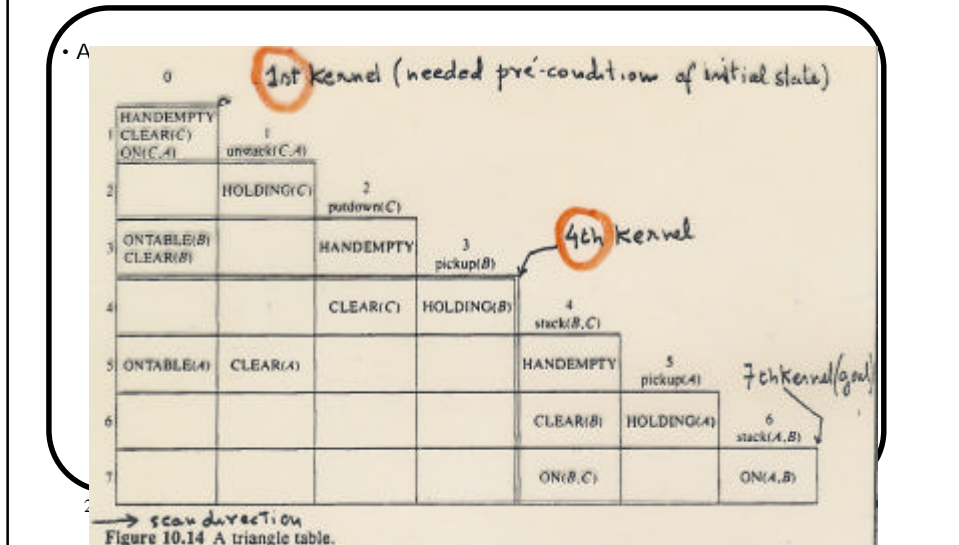 • A
0
1st Kernel (needed pre-condition of initial state)
HANDEMPTY
1 CLEAR(C) 1
ON(C,A) unstack(C,A)
2 HOLDING(C) 2
putdown(C)
4th Kernel
ONTABLE(B) HANDEMPTY 3
3 CLEAR(B) pickup(B)
4 CLEAR(C) HOLDING(B) 4
stack(B,C)
5 ONTABLE(A) CLEAR(A) HANDEMPTY 5
pickup(A)
7th Kernel (goal)
6 CLEAR(B) HOLDING(A) 6
stack(A,B)
7 ON(B,C) ON(A,B)
2
→ scan direction
Figure 10.14 A triangle table.